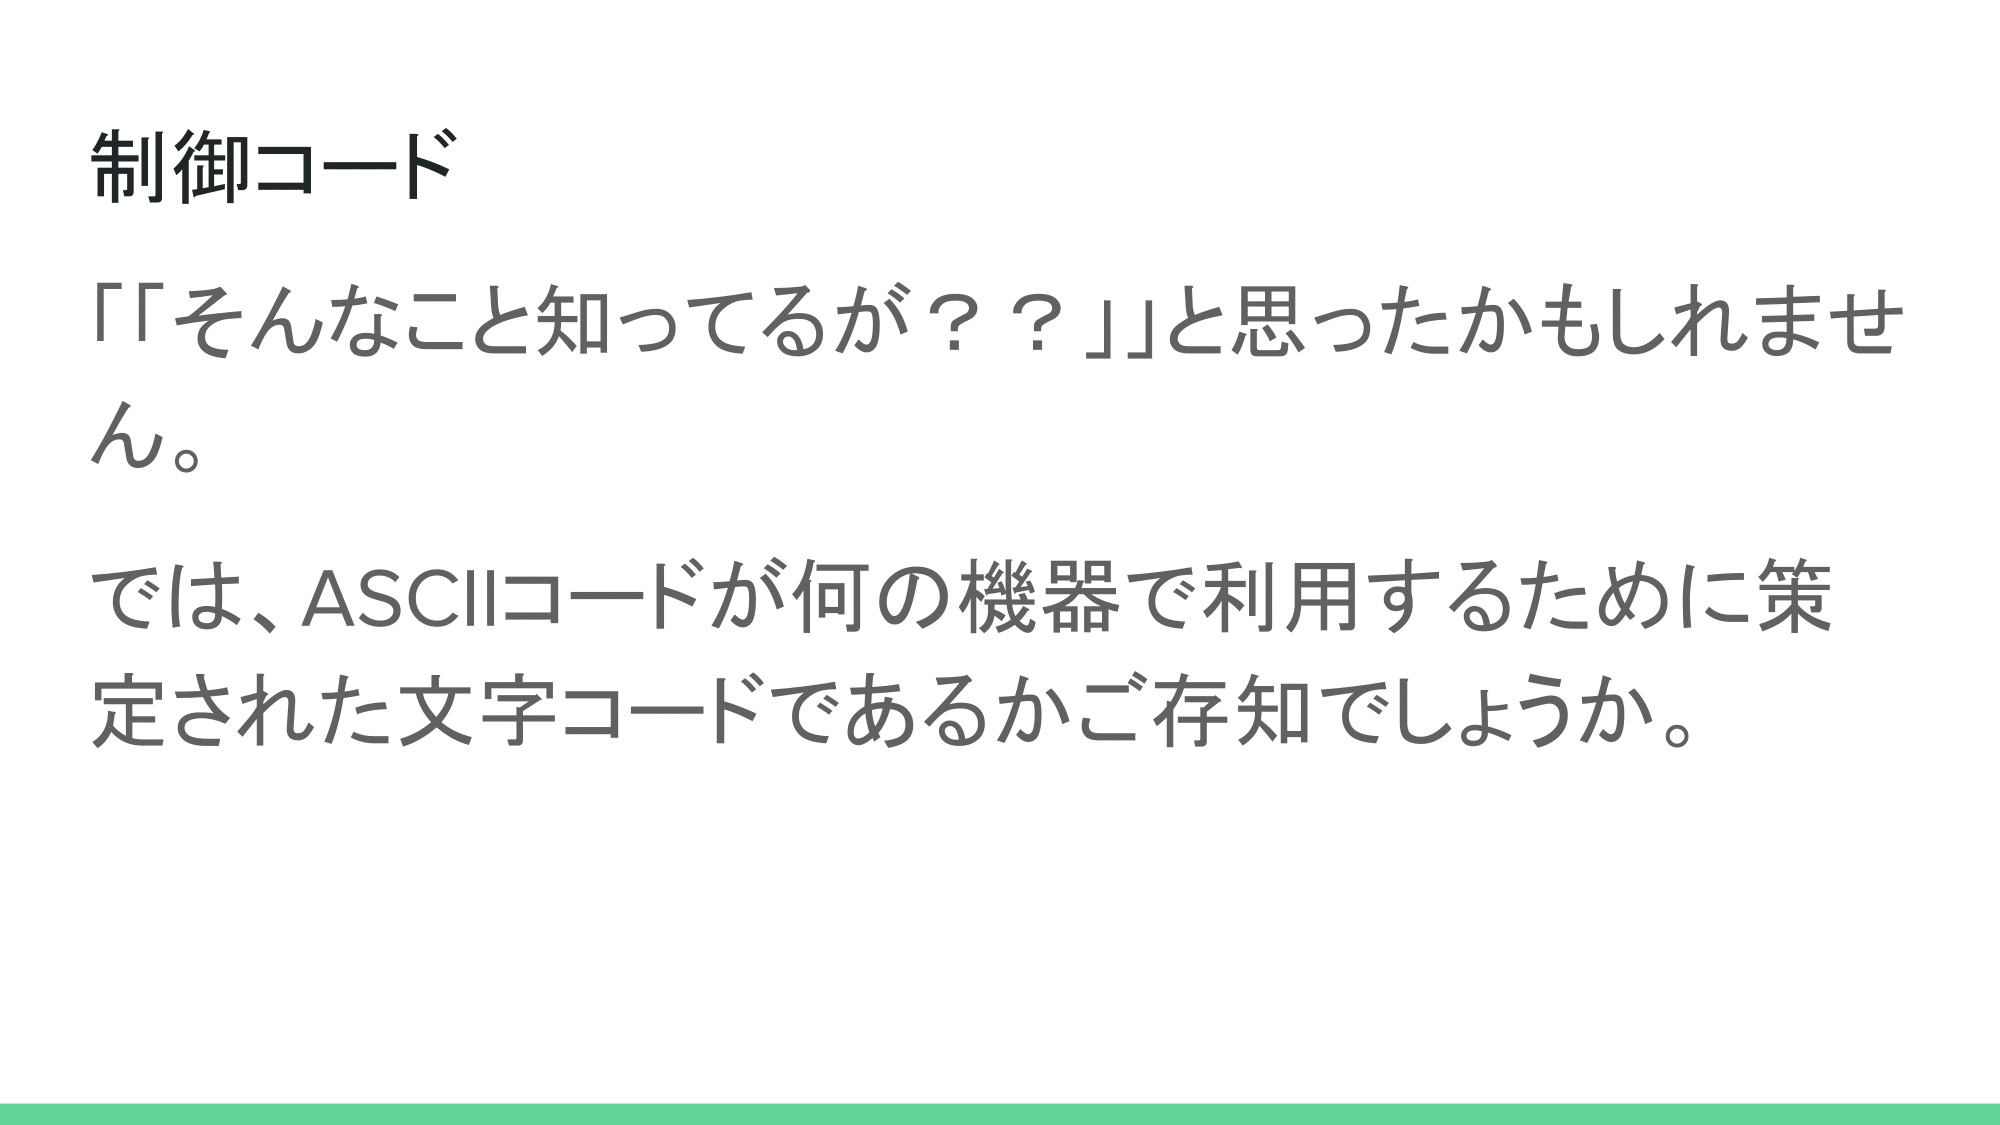 制御コード
「「そんなこと知ってるが？？」」と思ったかもしれませ
ん。
では、ASCIIコードが何の機器で利用するために策
定された文字コードであるかご存知でしょうか。